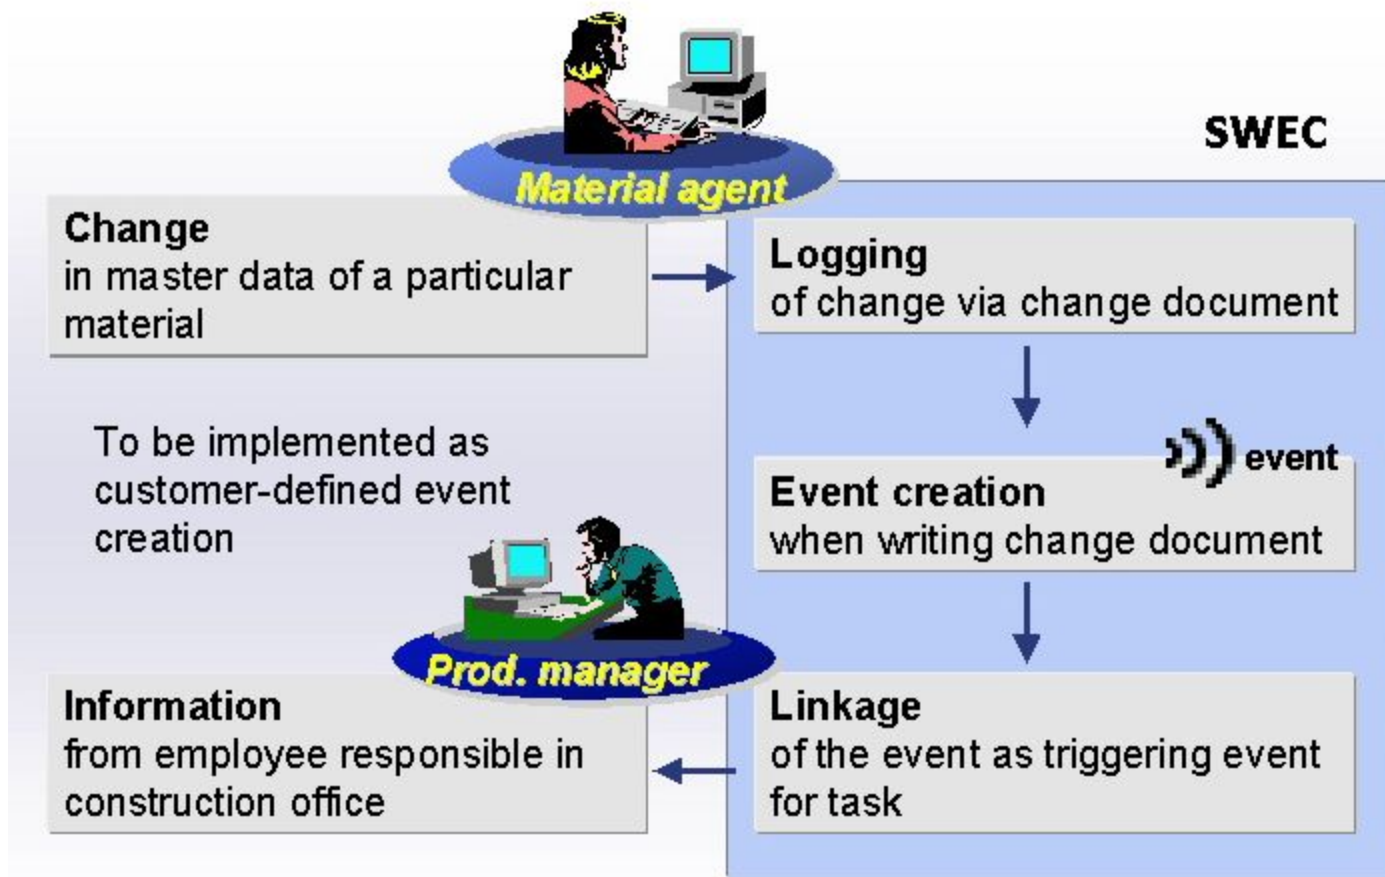 Material agent
SWEC
Change
in master data of a particular
material
Logging
of change via change document
To be implemented as
customer-defined event
creation
event
Event creation
when writing change document
Prod. manager
Information
from employee responsible in
construction office
Linkage
of the event as triggering event
for task